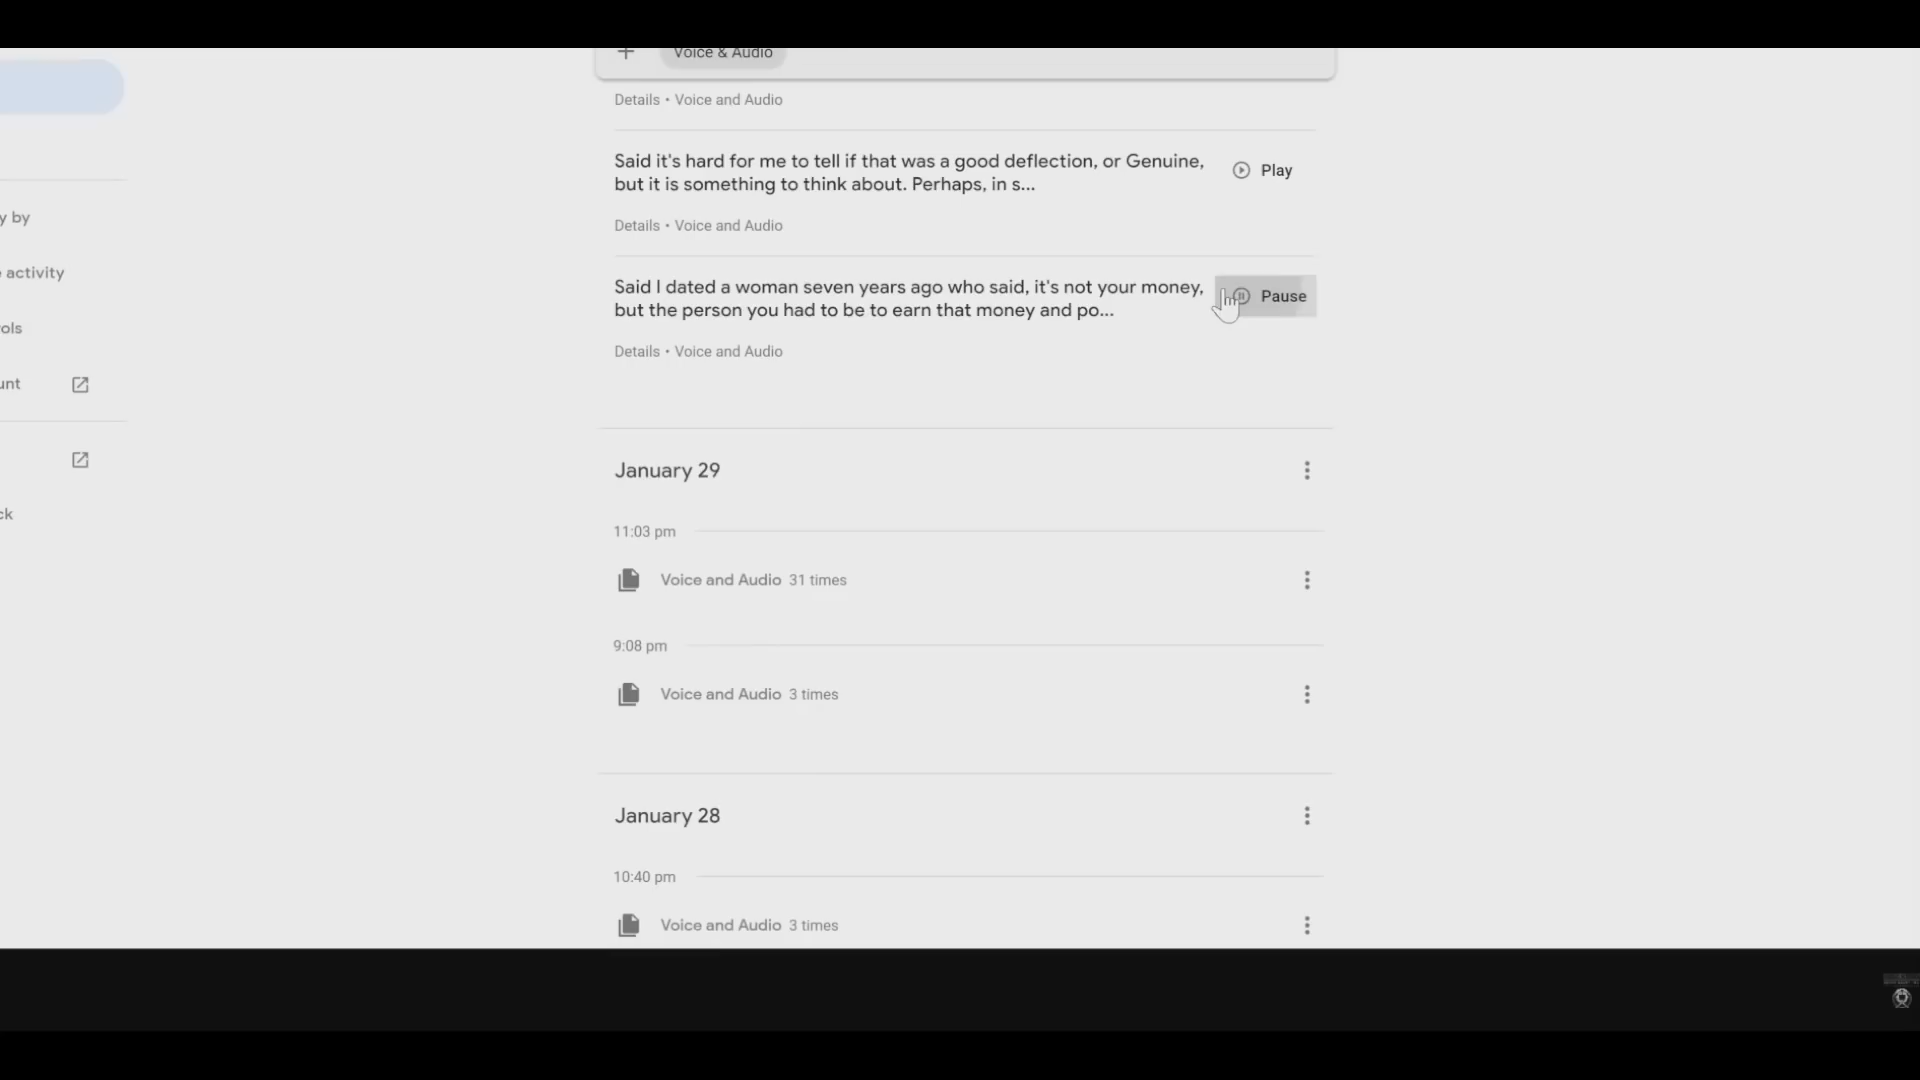 Voice & Audio
Details • Voice and Audio
Said it's hard for me to tell if that was a good deflection, or Genuine,
but it is something to think about. Perhaps, in s...
Play
Details • Voice and Audio
Said I dated a woman seven years ago who said, it's not your money,
but the person you had to be to earn that money and po...
Pause
Details • Voice and Audio
y by
activity
ols
unt
ck
January 29
11:03 pm
Voice and Audio 31 times
9:08 pm
Voice and Audio 3 times
January 28
10:40 pm
Voice and Audio 3 times